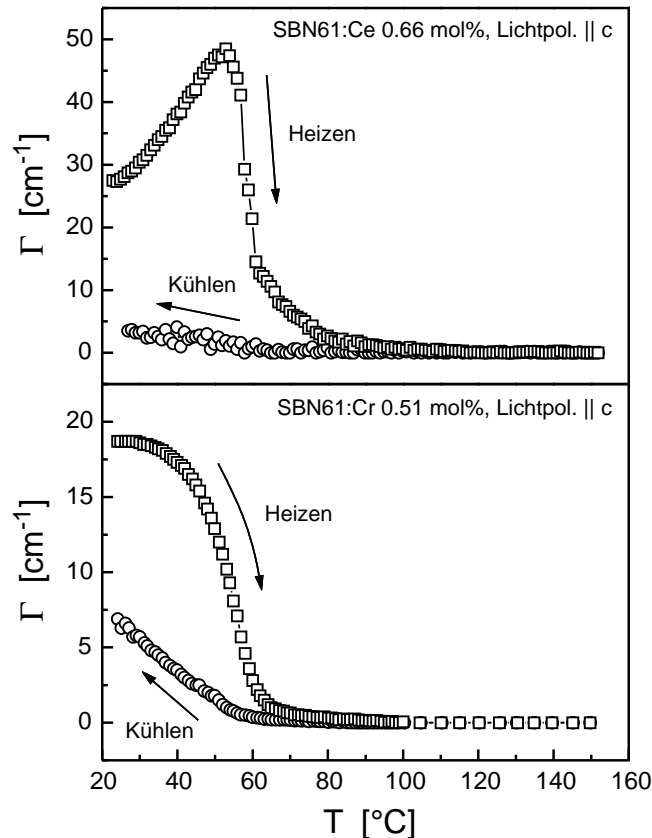 SBN61:Ce 0.66 mol%, Lichtpol. || c
50
40
30
20
10
0
Γ [cm⁻¹]
Heizen
Kühlen
SBN61:Cr 0.51 mol%, Lichtpol. || c
20
15
10
5
0
Γ [cm⁻¹]
Heizen
Kühlen
20 40 60 80 100 120 140 160
T [°C]